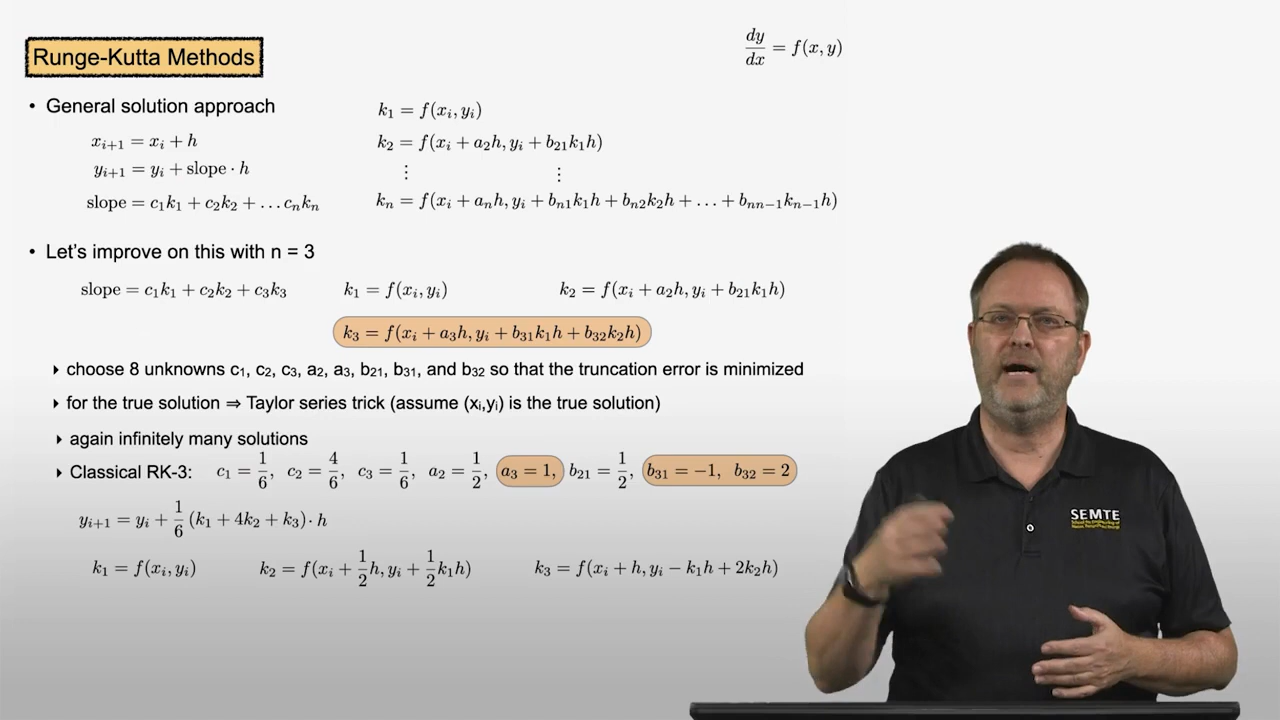 Runge-Kutta Methods
dy/dx = f(x, y)
• General solution approach
k₁ = f(xᵢ, yᵢ)
xᵢ₊₁ = xᵢ + h
k₂ = f(xᵢ + a₂h, yᵢ + b₂₁k₁h)
yᵢ₊₁ = yᵢ + slope · h
⋮ ⋮
slope = c₁k₁ + c₂k₂ + … cₙkₙ
kₙ = f(xᵢ + aₙh, yᵢ + bₙ₁k₁h + bₙ₂k₂h + … + bₙₙ₋₁kₙ₋₁h)
• Let's improve on this with n = 3
slope = c₁k₁ + c₂k₂ + c₃k₃ k₁ = f(xᵢ, yᵢ) k₂ = f(xᵢ + a₂h, yᵢ + b₂₁k₁h)
k₃ = f(xᵢ + a₃h, yᵢ + b₃₁k₁h + b₃₂k₂h)
‣ choose 8 unknowns c₁, c₂, c₃, a₂, a₃, b₂₁, b₃₁, and b₃₂ so that the truncation error is minimized
‣ for the true solution ⇒ Taylor series trick (assume (xᵢ,yᵢ) is the true solution)
‣ again infinitely many solutions
‣ Classical RK-3: c₁ = 1/6, c₂ = 4/6, c₃ = 1/6, a₂ = 1/2, a₃ = 1, b₂₁ = 1/2, b₃₁ = −1, b₃₂ = 2
yᵢ₊₁ = yᵢ + 1/6 (k₁ + 4k₂ + k₃) · h
k₁ = f(xᵢ, yᵢ) k₂ = f(xᵢ + 1/2 h, yᵢ + 1/2 k₁h) k₃ = f(xᵢ + h, yᵢ − k₁h + 2k₂h)
SEMTE